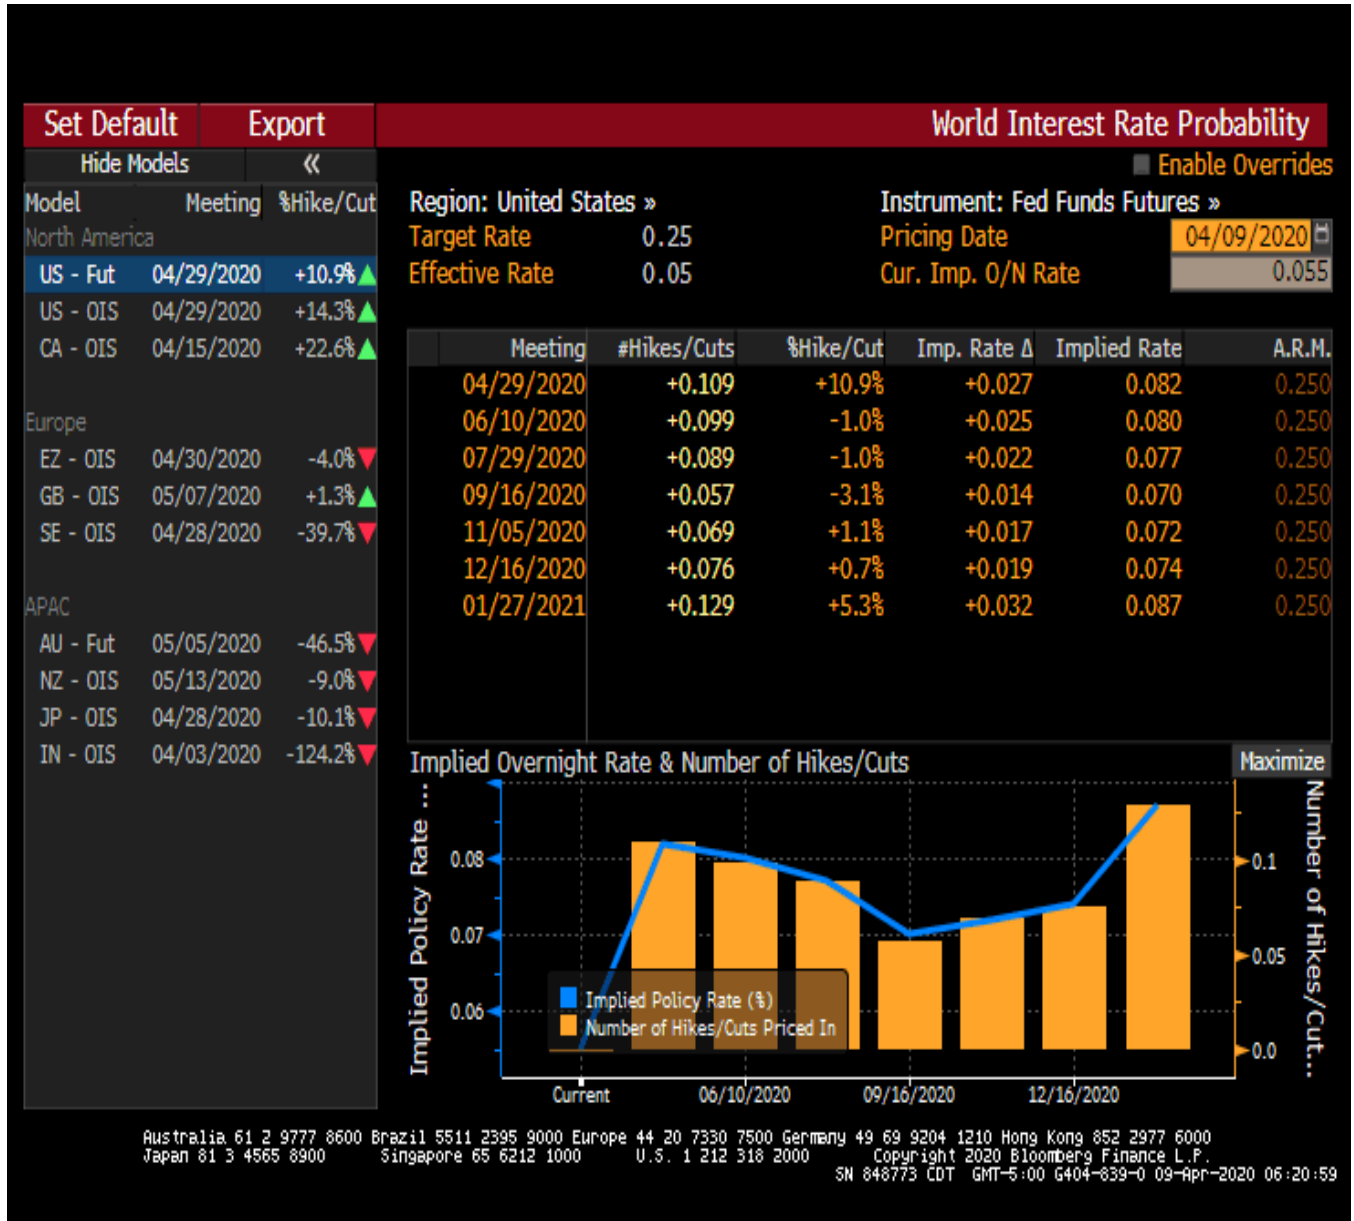 Set Default Export World Interest Rate Probability
Hide Models « Enable Overrides
Model Meeting %Hike/Cut Region: United States » Instrument: Fed Funds Futures »
North America Target Rate 0.25 Pricing Date 04/09/2020
US - Fut 04/29/2020 +10.9% Effective Rate 0.05 Cur. Imp. O/N Rate 0.055
US - OIS 04/29/2020 +14.3%
CA - OIS 04/15/2020 +22.6% Meeting #Hikes/Cuts %Hike/Cut Imp. Rate Δ Implied Rate A.R.M.
04/29/2020 +0.109 +10.9% +0.027 0.082 0.250
Europe 06/10/2020 +0.099 -1.0% +0.025 0.080 0.250
EZ - OIS 04/30/2020 -4.0% 07/29/2020 +0.089 -1.0% +0.022 0.077 0.250
GB - OIS 05/07/2020 +1.3% 09/16/2020 +0.057 -3.1% +0.014 0.070 0.250
SE - OIS 04/28/2020 -39.7% 11/05/2020 +0.069 +1.1% +0.017 0.072 0.250
12/16/2020 +0.076 +0.7% +0.019 0.074 0.250
APAC 01/27/2021 +0.129 +5.3% +0.032 0.087 0.250
AU - Fut 05/05/2020 -46.5%
NZ - OIS 05/13/2020 -9.0%
JP - OIS 04/28/2020 -10.1%
IN - OIS 04/03/2020 -124.2% Implied Overnight Rate & Number of Hikes/Cuts Maximize
Implied Policy Rate ...
0.08
0.07
0.06
Number of Hikes/Cut...
0.1
0.05
0.0
Implied Policy Rate (%)
Number of Hikes/Cuts Priced In
Current 06/10/2020 09/16/2020 12/16/2020
Australia 61 2 9777 8600 Brazil 5511 2395 9000 Europe 44 20 7330 7500 Germany 49 69 9204 1210 Hong Kong 852 2977 6000
Japan 81 3 4565 8900 Singapore 65 6212 1000 U.S. 1 212 318 2000 Copyright 2020 Bloomberg Finance L.P.
SN 848773 CDT GMT-5:00 G404-839-0 09-Apr-2020 06:20:59